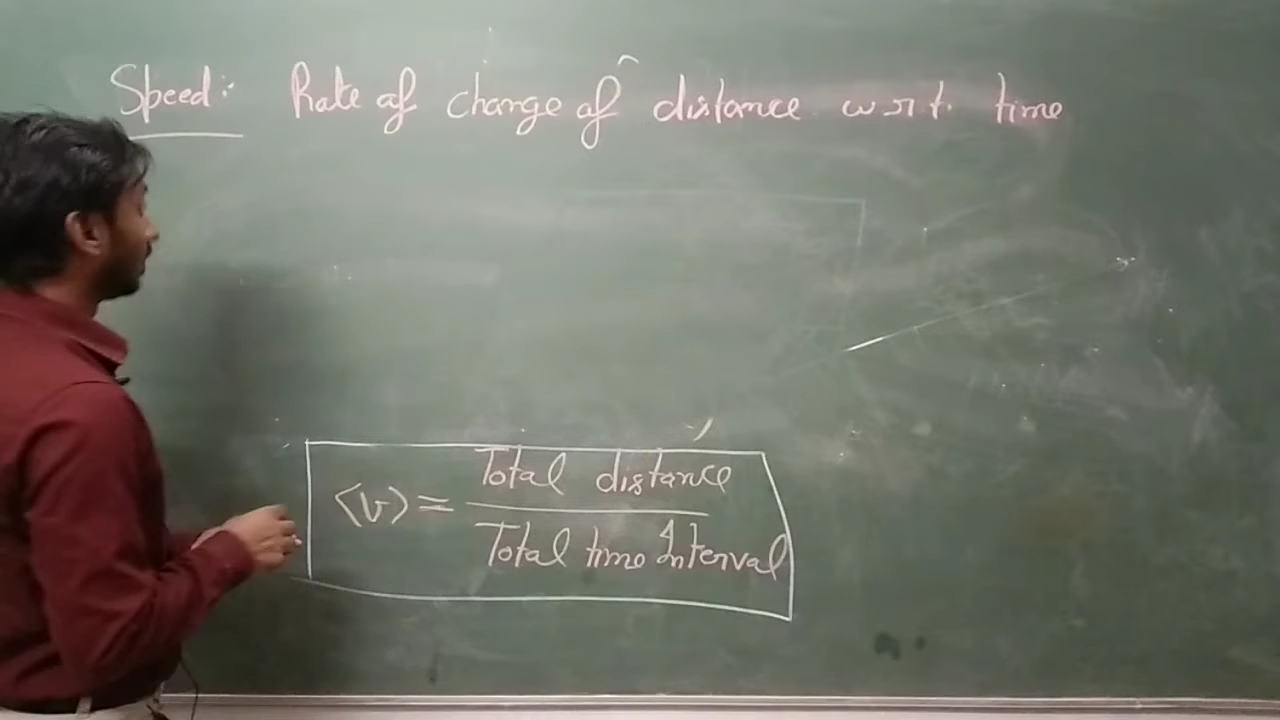 Speed: Rate of change of distance w r t. time
<v> = Total distance
Total time Interval